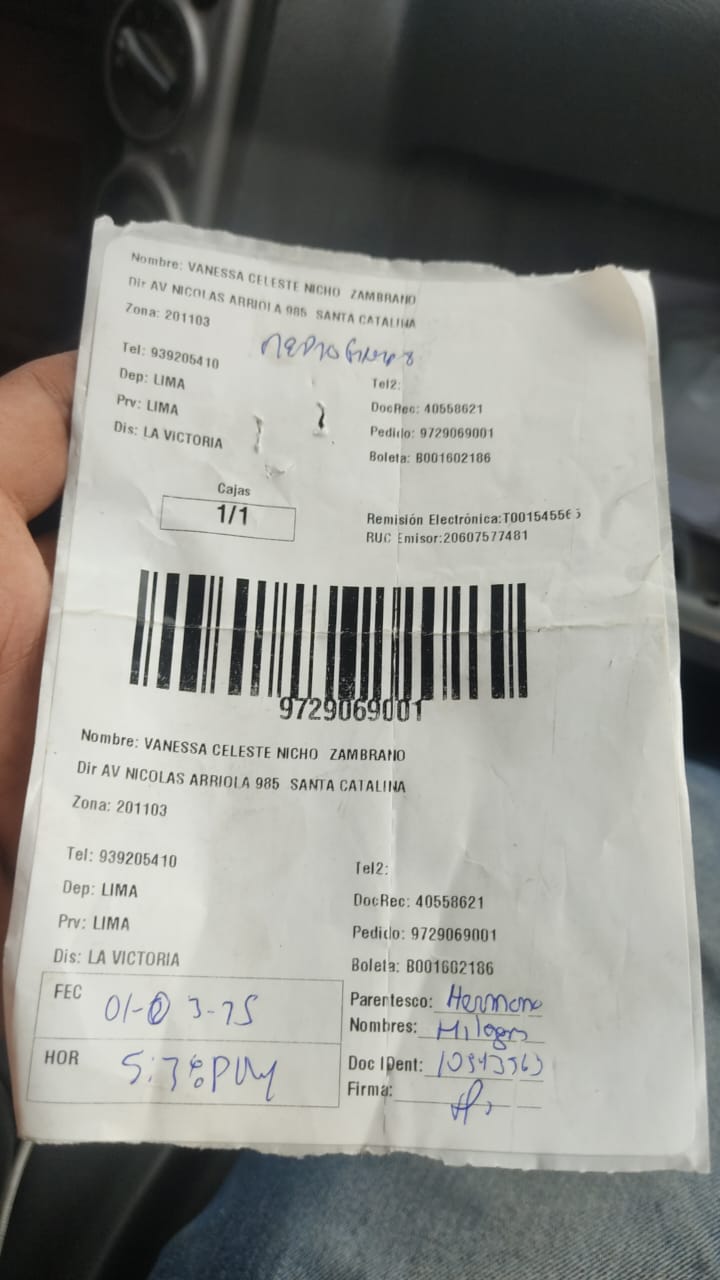 Nombre: VANESSA CELESTE NICHO ZAMBRANO
Dir AV NICOLAS ARRIOLA 985 SANTA CATALINA
Zona: 201103
Tel: 939205410
Tel2:
Dep: LIMA
DocRec: 40558621
Prv: LIMA
Pedido: 9729069001
Dis: LA VICTORIA
Boleta: B001602186
Cajas
1/1
Remisión Electrónica:T00154556
RUC Emisor:20607577481
9729069001
Nombre: VANESSA CELESTE NICHO ZAMBRANO
Dir AV NICOLAS ARRIOLA 985 SANTA CATALINA
Zona: 201103
Tel: 939205410
Tel2:
Dep: LIMA
DocRec: 40558621
Prv: LIMA
Pedido: 9729069001
Dis: LA VICTORIA
Boleta: B001602186
FEC
Parentesco: Hermana
Nombres: Milagros
HOR
Doc IDent:
Firma: